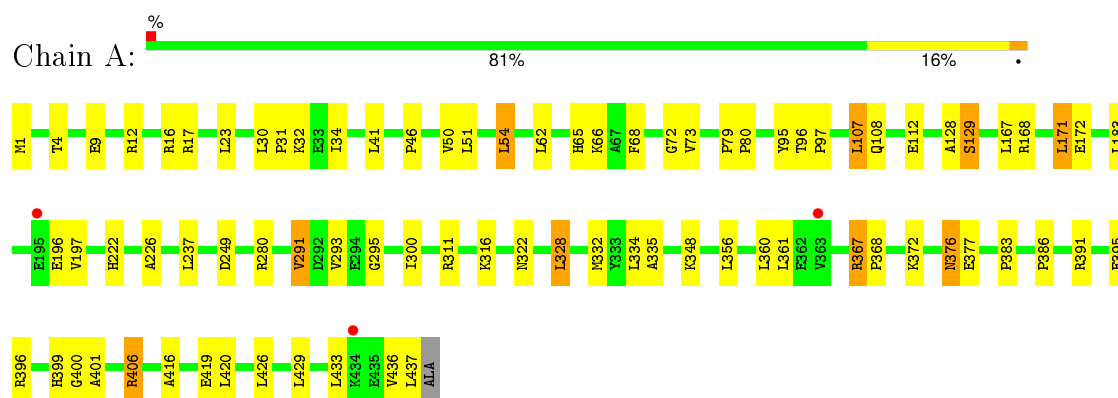 %
Chain A:
81% 16% •
M1 T4 E9 R12 R16 R17 L23 L30 P31 K32 E33 I34 L41 P46 V50 L51 L54 L62 H65 K66 A67 F68 G72 V73 P79 P80 Y95 T96 P97 L107 Q108 E112 A128 S129 L167 R168 L171 E172 L183
E195 E196 V197 H222 A226 L237 D249 R280 V291 D292 V293 E294 G295 I300 R311 K316 N322 L328 M332 Y333 L334 A335 K348 L356 L360 L361 E362 V363 R367 P368 K372 N376 E377 P383 P386 R391
R396 H399 G400 A401 R406 A416 E419 L420 L426 L429 L433 K434 E435 V436 L437 ALA